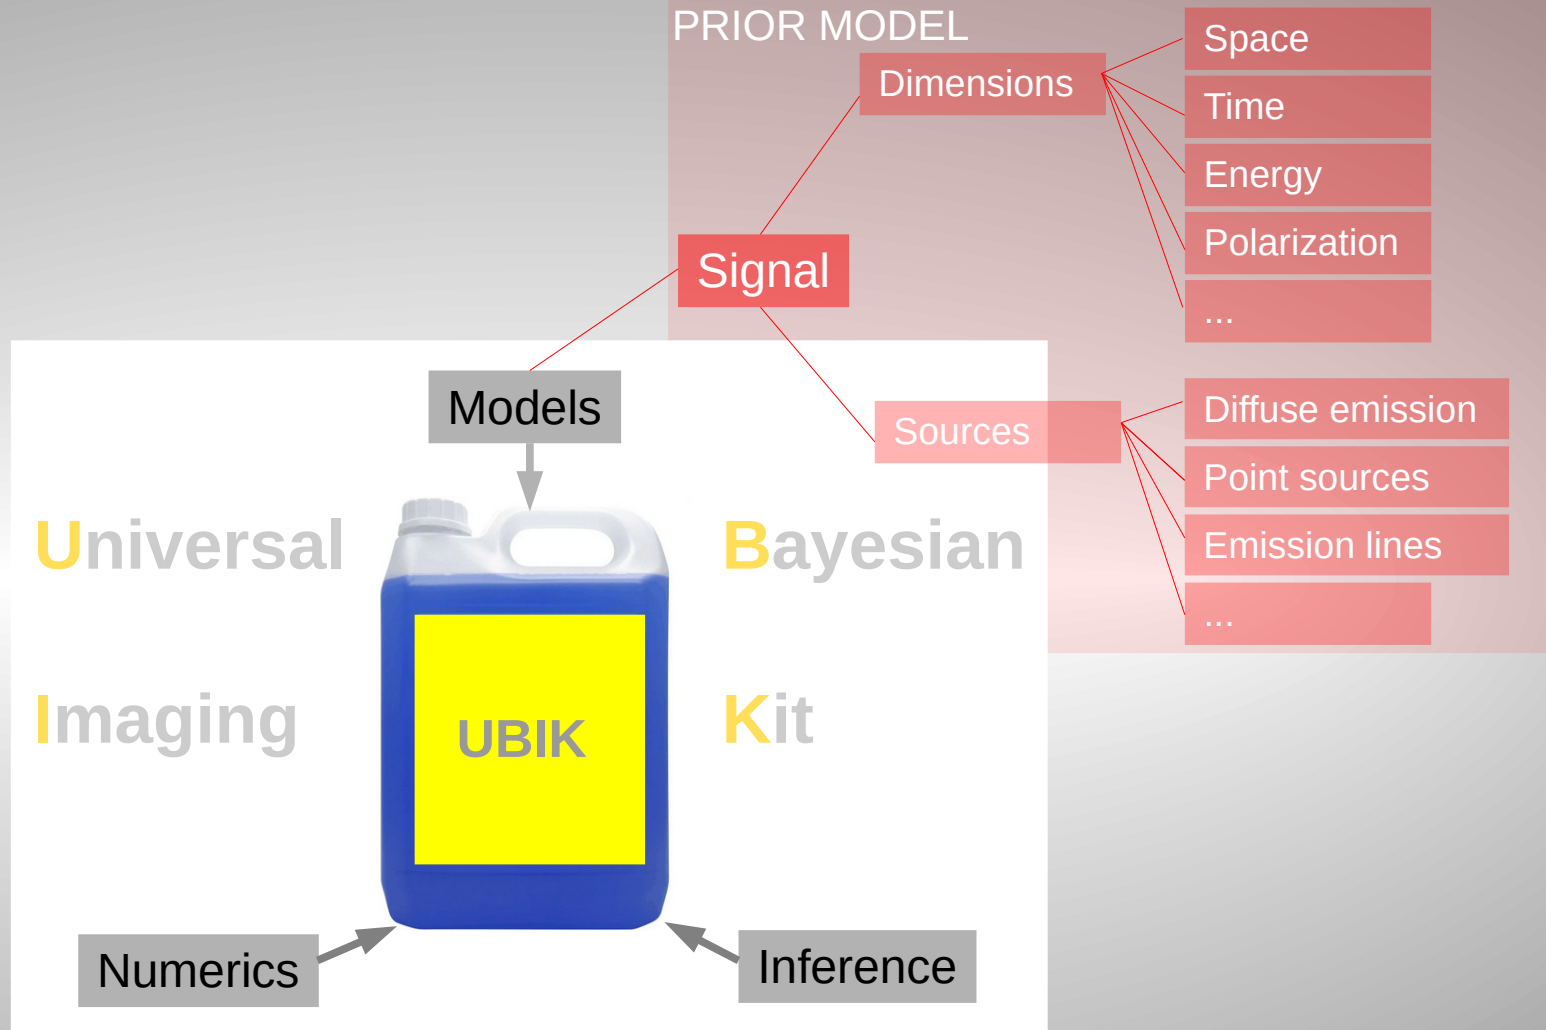 PRIOR MODEL
Dimensions
Space
Time
Energy
Polarization
...
Signal
Models
Sources
Diffuse emission
Point sources
Emission lines
...
Universal
Bayesian
Imaging
Kit
UBIK
Numerics
Inference